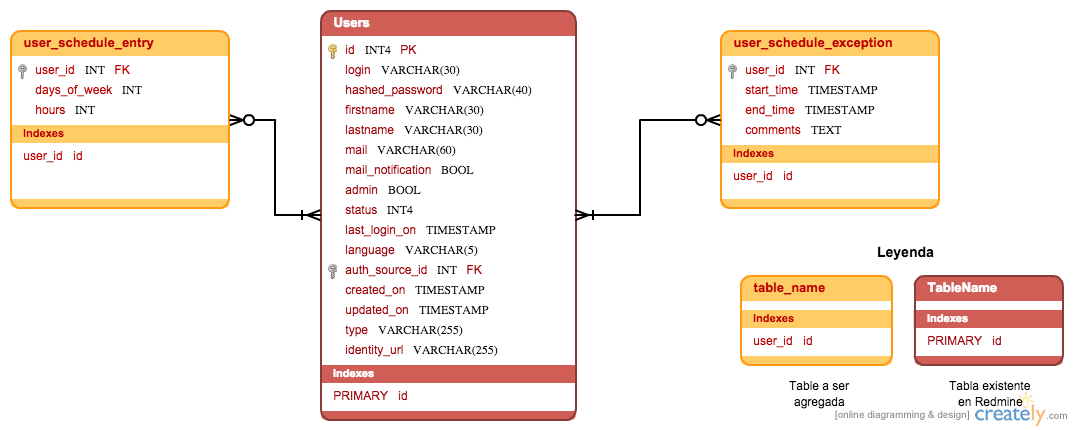 user_schedule_entry
user_id INT FK
days_of_week INT
hours INT
Indexes
user_id id
Users
id INT4 PK
login VARCHAR(30)
hashed_password VARCHAR(40)
firstname VARCHAR(30)
lastname VARCHAR(30)
mail VARCHAR(60)
mail_notification BOOL
admin BOOL
status INT4
last_login_on TIMESTAMP
language VARCHAR(5)
auth_source_id INT FK
created_on TIMESTAMP
updated_on TIMESTAMP
type VARCHAR(255)
identity_url VARCHAR(255)
Indexes
PRIMARY id
user_schedule_exception
user_id INT FK
start_time TIMESTAMP
end_time TIMESTAMP
comments TEXT
Indexes
user_id id
Leyenda
table_name
Indexes
user_id id
Table a ser
agregada
TableName
Indexes
PRIMARY id
Tabla existente
en Redmine
[online diagramming & design] creately.com